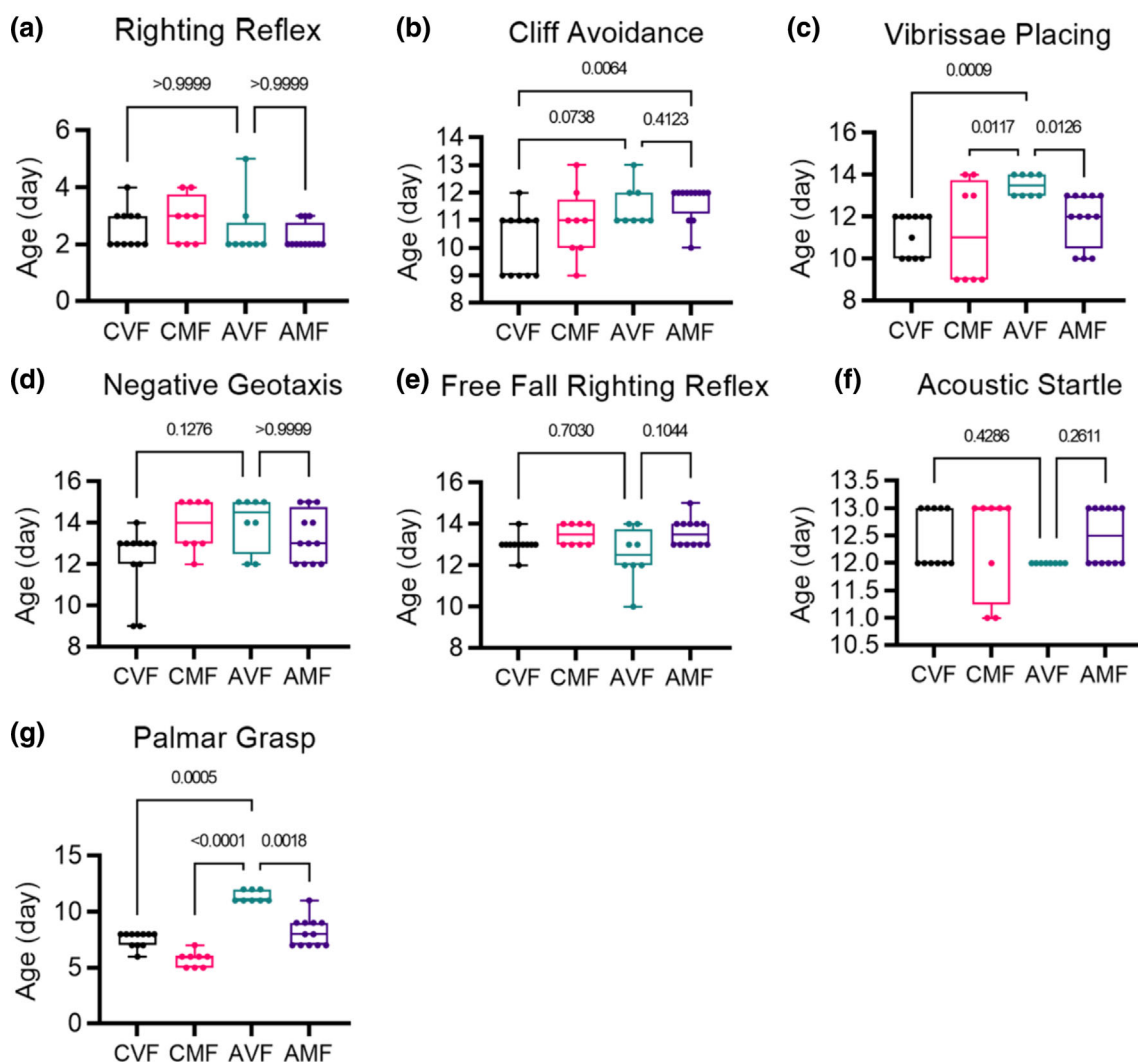 (a) Righting Reflex
>0.9999 >0.9999
Age (day)
6
4
2
0
CVF CMF AVF AMF
(b) Cliff Avoidance
0.0064
0.0738 0.4123
Age (day)
14
13
12
11
10
9
8
CVF CMF AVF AMF
(c) Vibrissae Placing
0.0009
0.0117 0.0126
Age (day)
16
14
12
10
8
CVF CMF AVF AMF
(d) Negative Geotaxis
0.1276 >0.9999
Age (day)
16
14
12
10
8
CVF CMF AVF AMF
(e) Free Fall Righting Reflex
0.7030 0.1044
Age (day)
16
14
12
10
8
CVF CMF AVF AMF
(f) Acoustic Startle
0.4286 0.2611
Age (day)
13.5
13.0
12.5
12.0
11.5
11.0
10.5
CVF CMF AVF AMF
(g) Palmar Grasp
0.0005
<0.0001 0.0018
Age (day)
15
10
5
0
CVF CMF AVF AMF